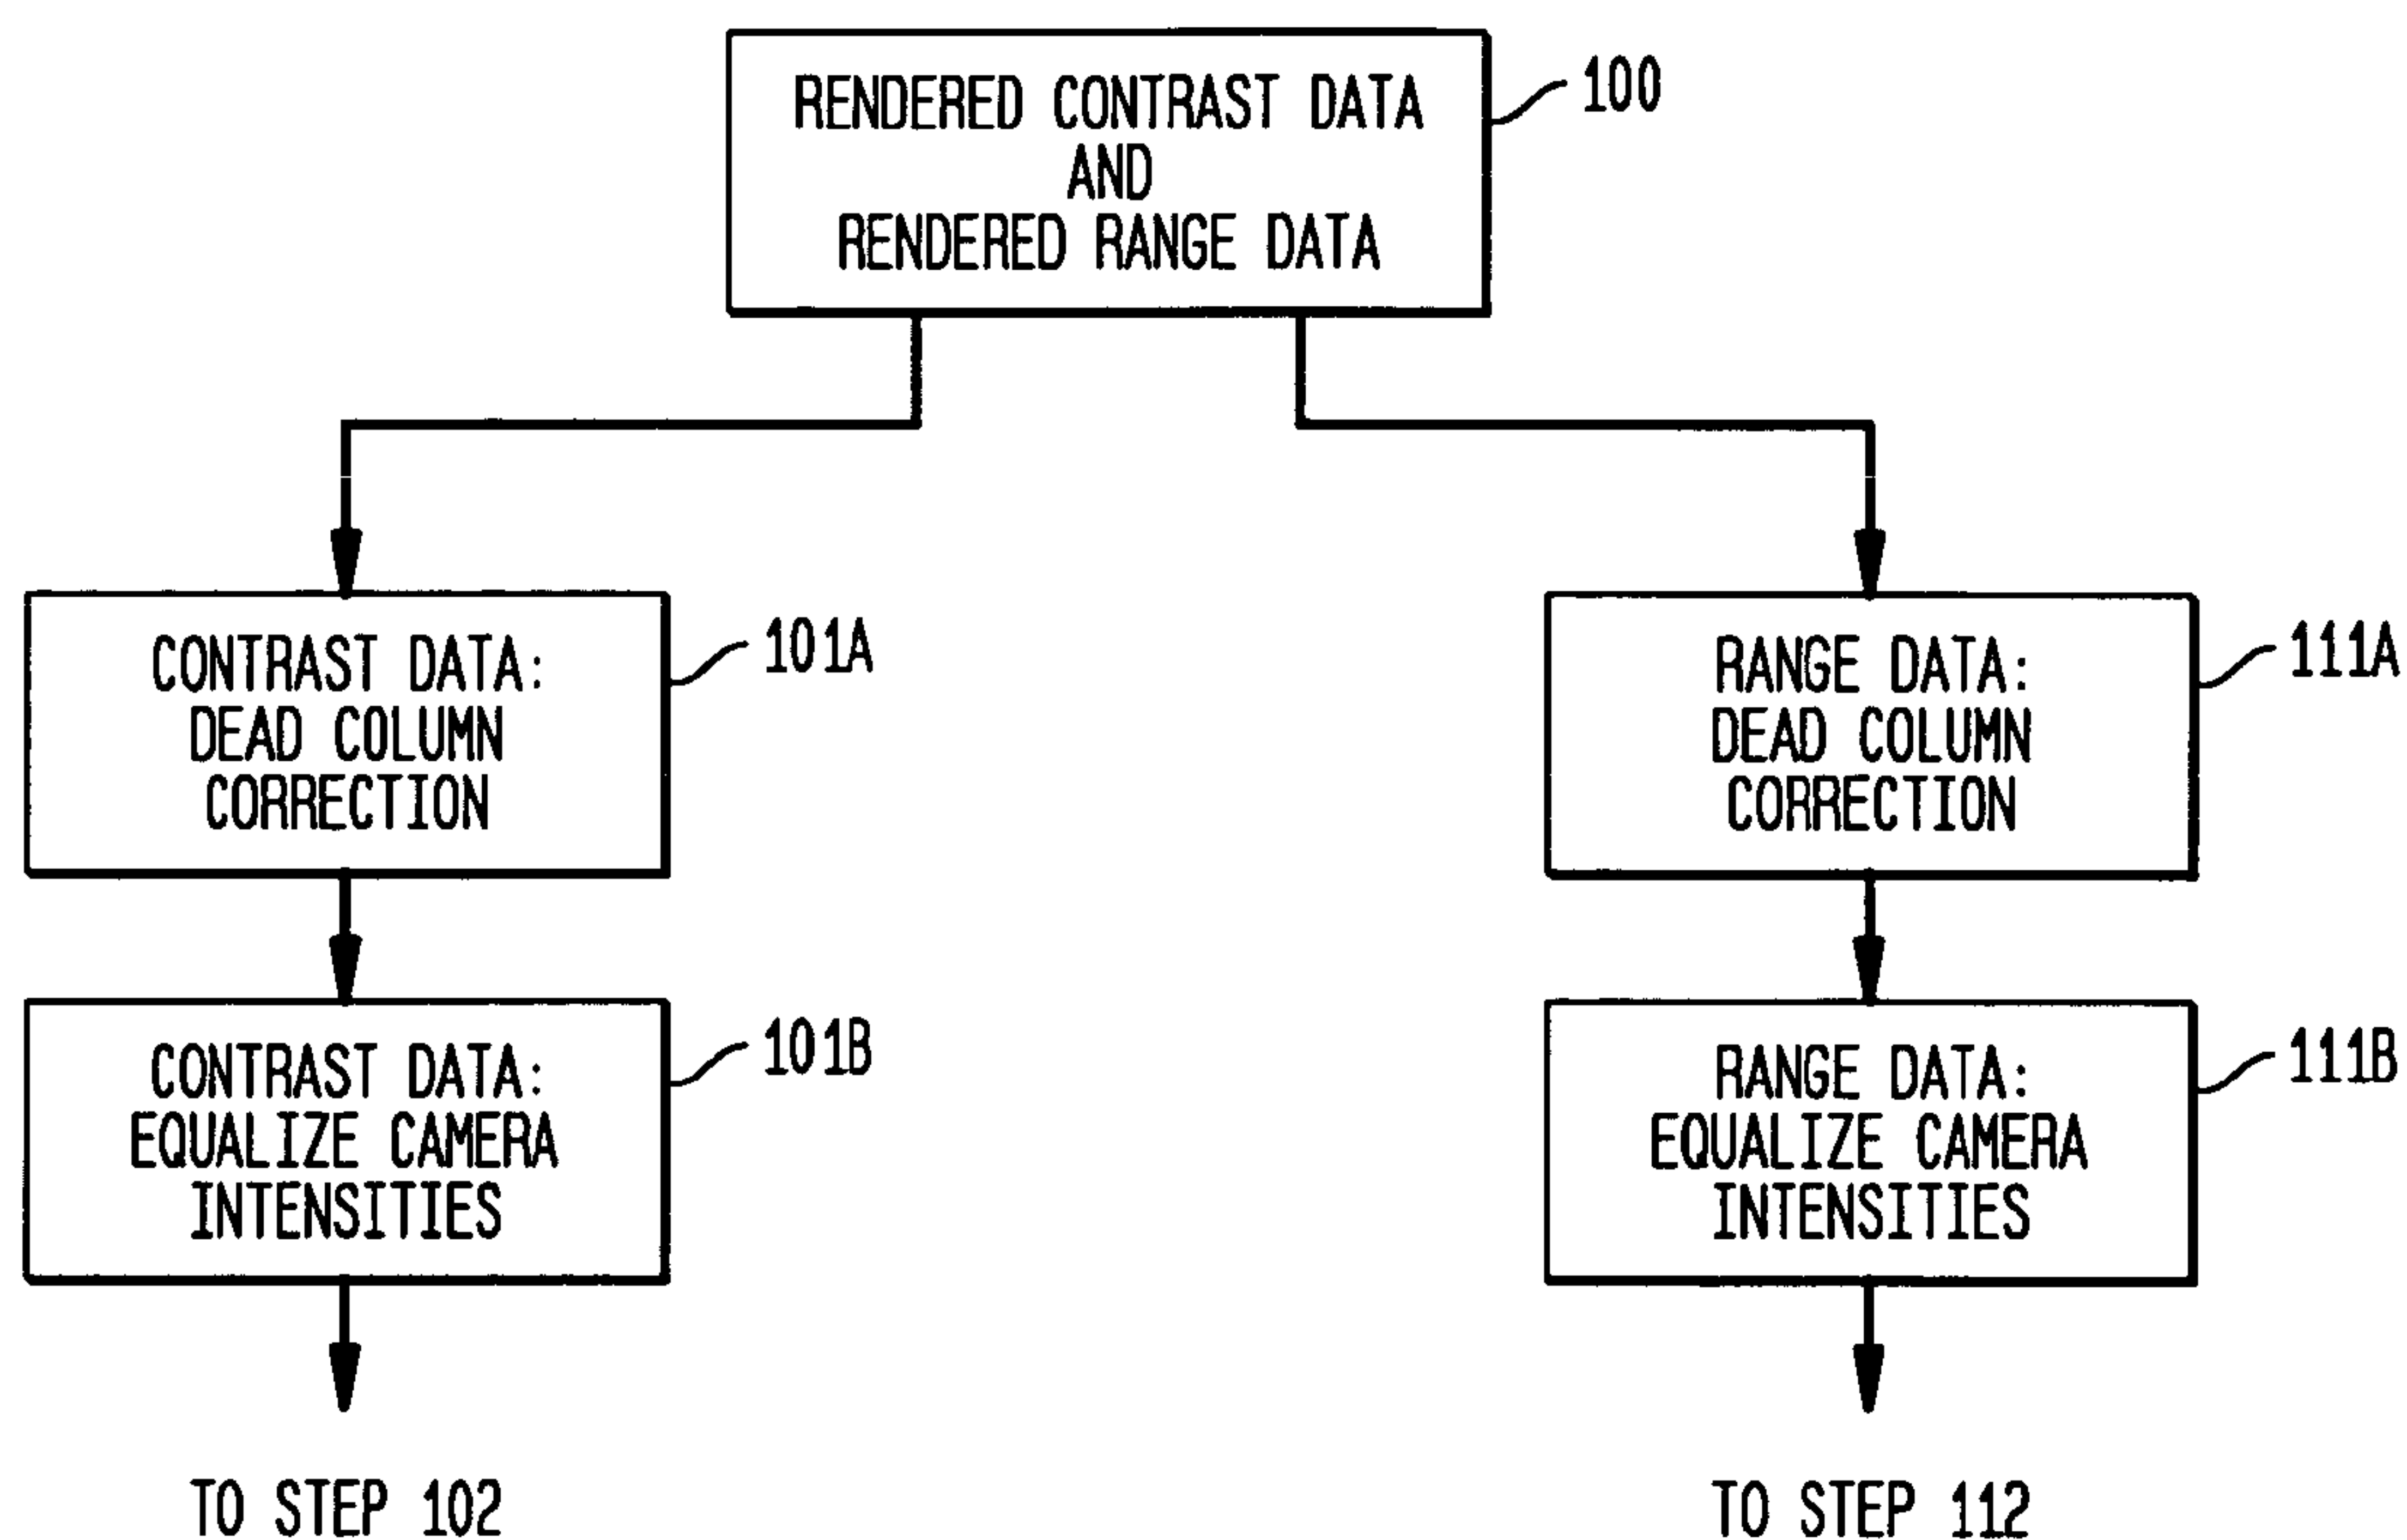 RENDERED CONTRAST DATA
AND
RENDERED RANGE DATA
100
CONTRAST DATA:
DEAD COLUMN
CORRECTION
101A
RANGE DATA:
DEAD COLUMN
CORRECTION
111A
CONTRAST DATA:
EQUALIZE CAMERA
INTENSITIES
101B
RANGE DATA:
EQUALIZE CAMERA
INTENSITIES
111B
TO STEP 102
TO STEP 112